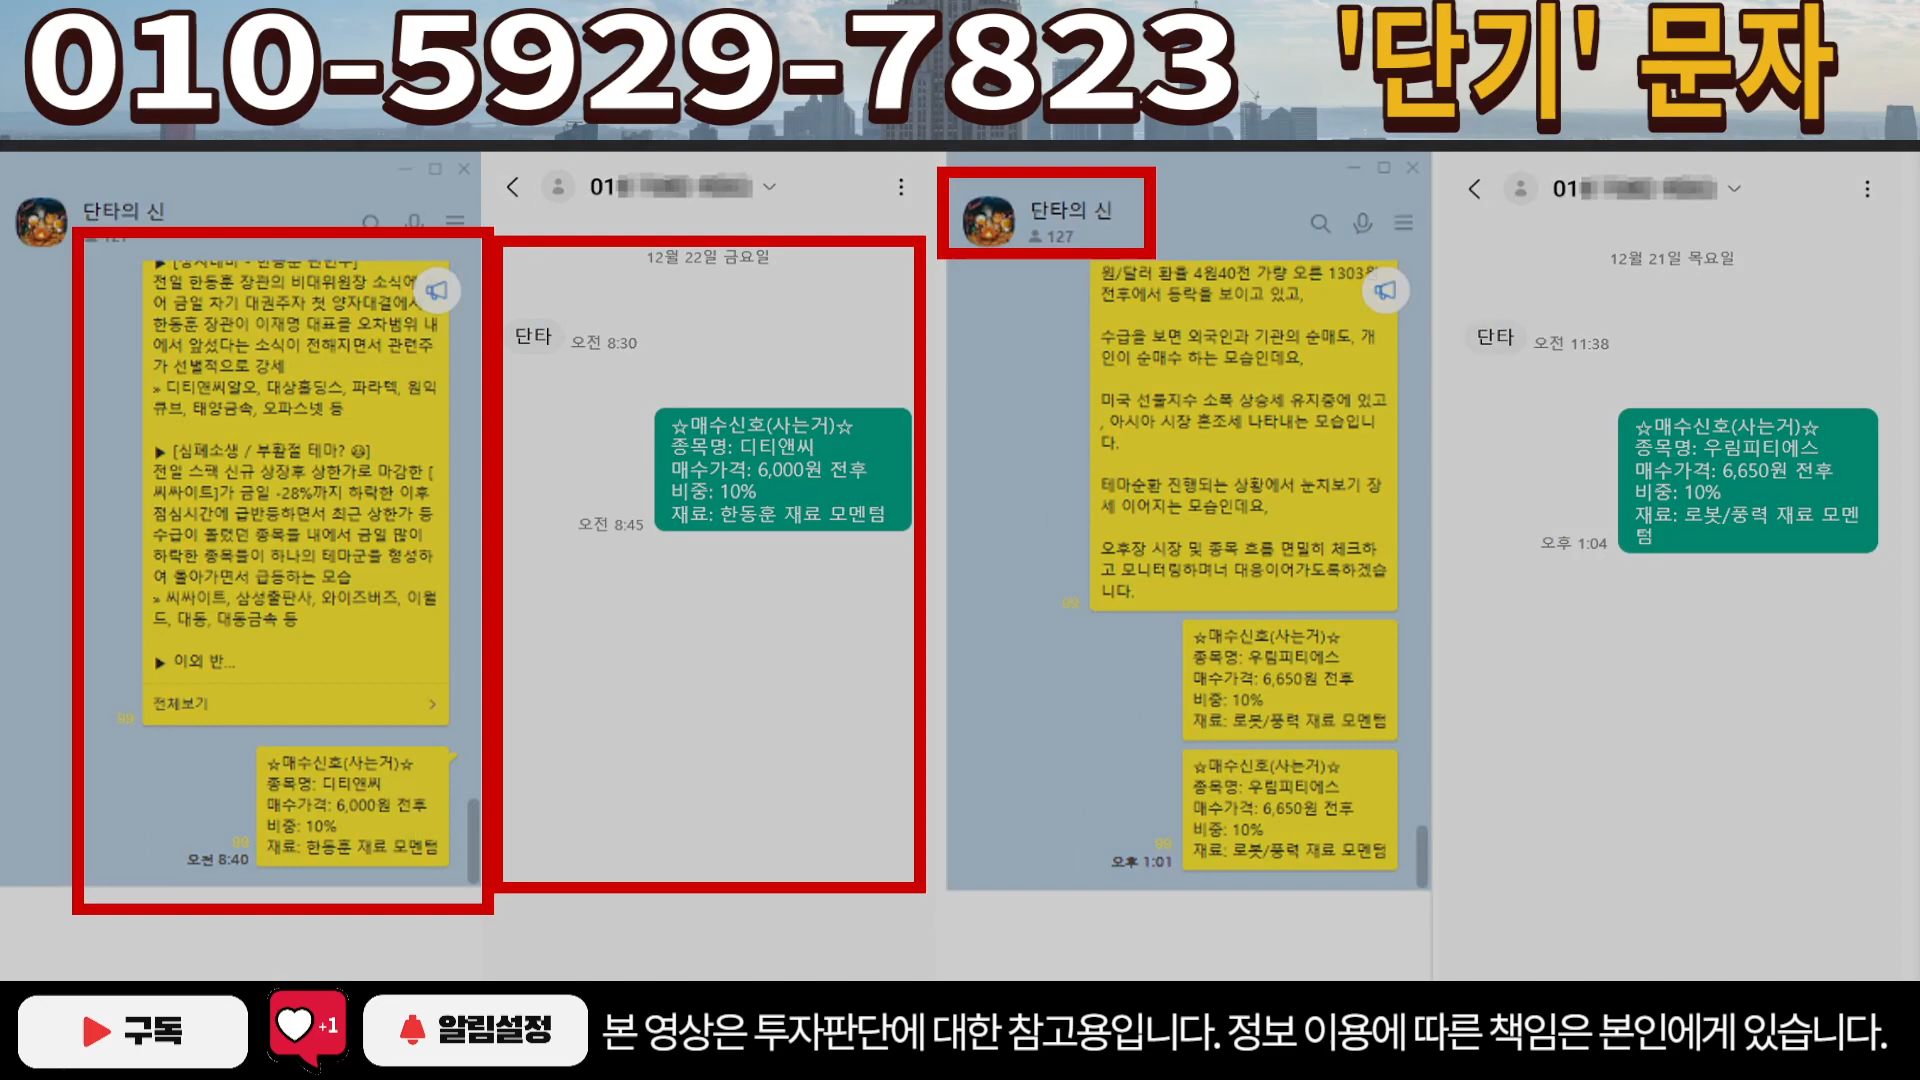 010-5929-7823 '단기' 문자
단타의 신
전일 한동훈 장관의 비대위원장 소식에
어 금일 차기 대권주자 첫 양자대결에서
한동훈 장관이 이재명 대표를 오차범위 내
에서 앞섰다는 소식이 전해지면서 관련주
가 선별적으로 강세
» 디티앤씨알오, 대상홀딩스, 파라텍, 원익
큐브, 태양금속, 오파스넷 등
▶ [심폐소생 / 부활절 테마? 😆]
전일 스팩 신규 상장후 상한가로 마감한 [
씨싸이트]가 금일 -28%까지 하락한 이후
점심시간에 급반등하면서 최근 상한가 등
수급이 몰렸던 종목들 내에서 금일 많이
하락한 종목들이 하나의 테마군을 형성하
여 돌아가면서 급등하는 모습
» 씨싸이트, 삼성출판사, 와이즈버즈, 이월
드, 대동, 대동금속 등
▶ 이외 반...
전체보기
99
☆매수신호(사는거)☆
종목명: 디티앤씨
매수가격: 6,000원 전후
비중: 10%
재료: 한동훈 재료 모멘텀
99
오전 8:40
01
12월 22일 금요일
단타 오전 8:30
☆매수신호(사는거)☆
종목명: 디티앤씨
매수가격: 6,000원 전후
비중: 10%
재료: 한동훈 재료 모멘텀
오전 8:45
단타의 신
127
원/달러 환율 4원40전 가량 오른 1303원
전후에서 등락을 보이고 있고,
수급을 보면 외국인과 기관의 순매도, 개
인이 순매수 하는 모습인데요,
미국 선물지수 소폭 상승세 유지중에 있고
, 아시아 시장 혼조세 나타내는 모습입니
다.
테마순환 진행되는 상황에서 눈치보기 장
세 이어지는 모습인데요,
오후장 시장 및 종목 흐름 면밀히 체크하
고 모니터링하며너 대응이어가도록하겠습
니다.
99
☆매수신호(사는거)☆
종목명: 우림피티에스
매수가격: 6,650원 전후
비중: 10%
재료: 로봇/풍력 재료 모멘텀
☆매수신호(사는거)☆
종목명: 우림피티에스
매수가격: 6,650원 전후
비중: 10%
재료: 로봇/풍력 재료 모멘텀
99
오후 1:01
01
12월 21일 목요일
단타 오전 11:38
☆매수신호(사는거)☆
종목명: 우림피티에스
매수가격: 6,650원 전후
비중: 10%
재료: 로봇/풍력 재료 모멘
텀
오후 1:04
구독
+1
알림설정
본 영상은 투자판단에 대한 참고용입니다. 정보 이용에 따른 책임은 본인에게 있습니다.